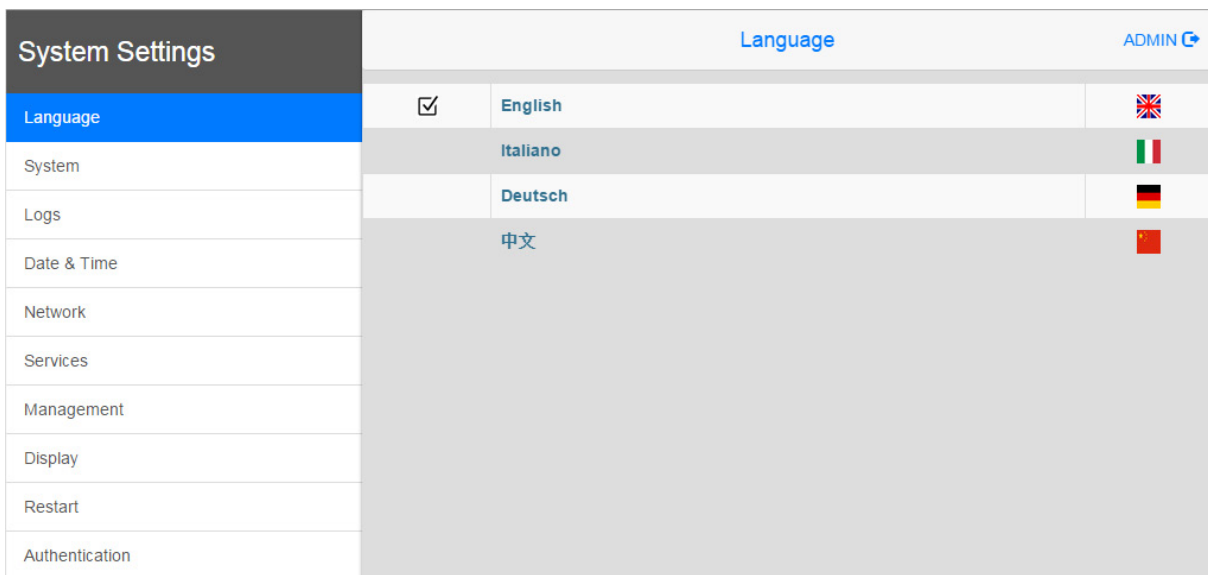 System Settings
Language
System
Logs
Date & Time
Network
Services
Management
Display
Restart
Authentication
Language
ADMIN
English
Italiano
Deutsch
中文